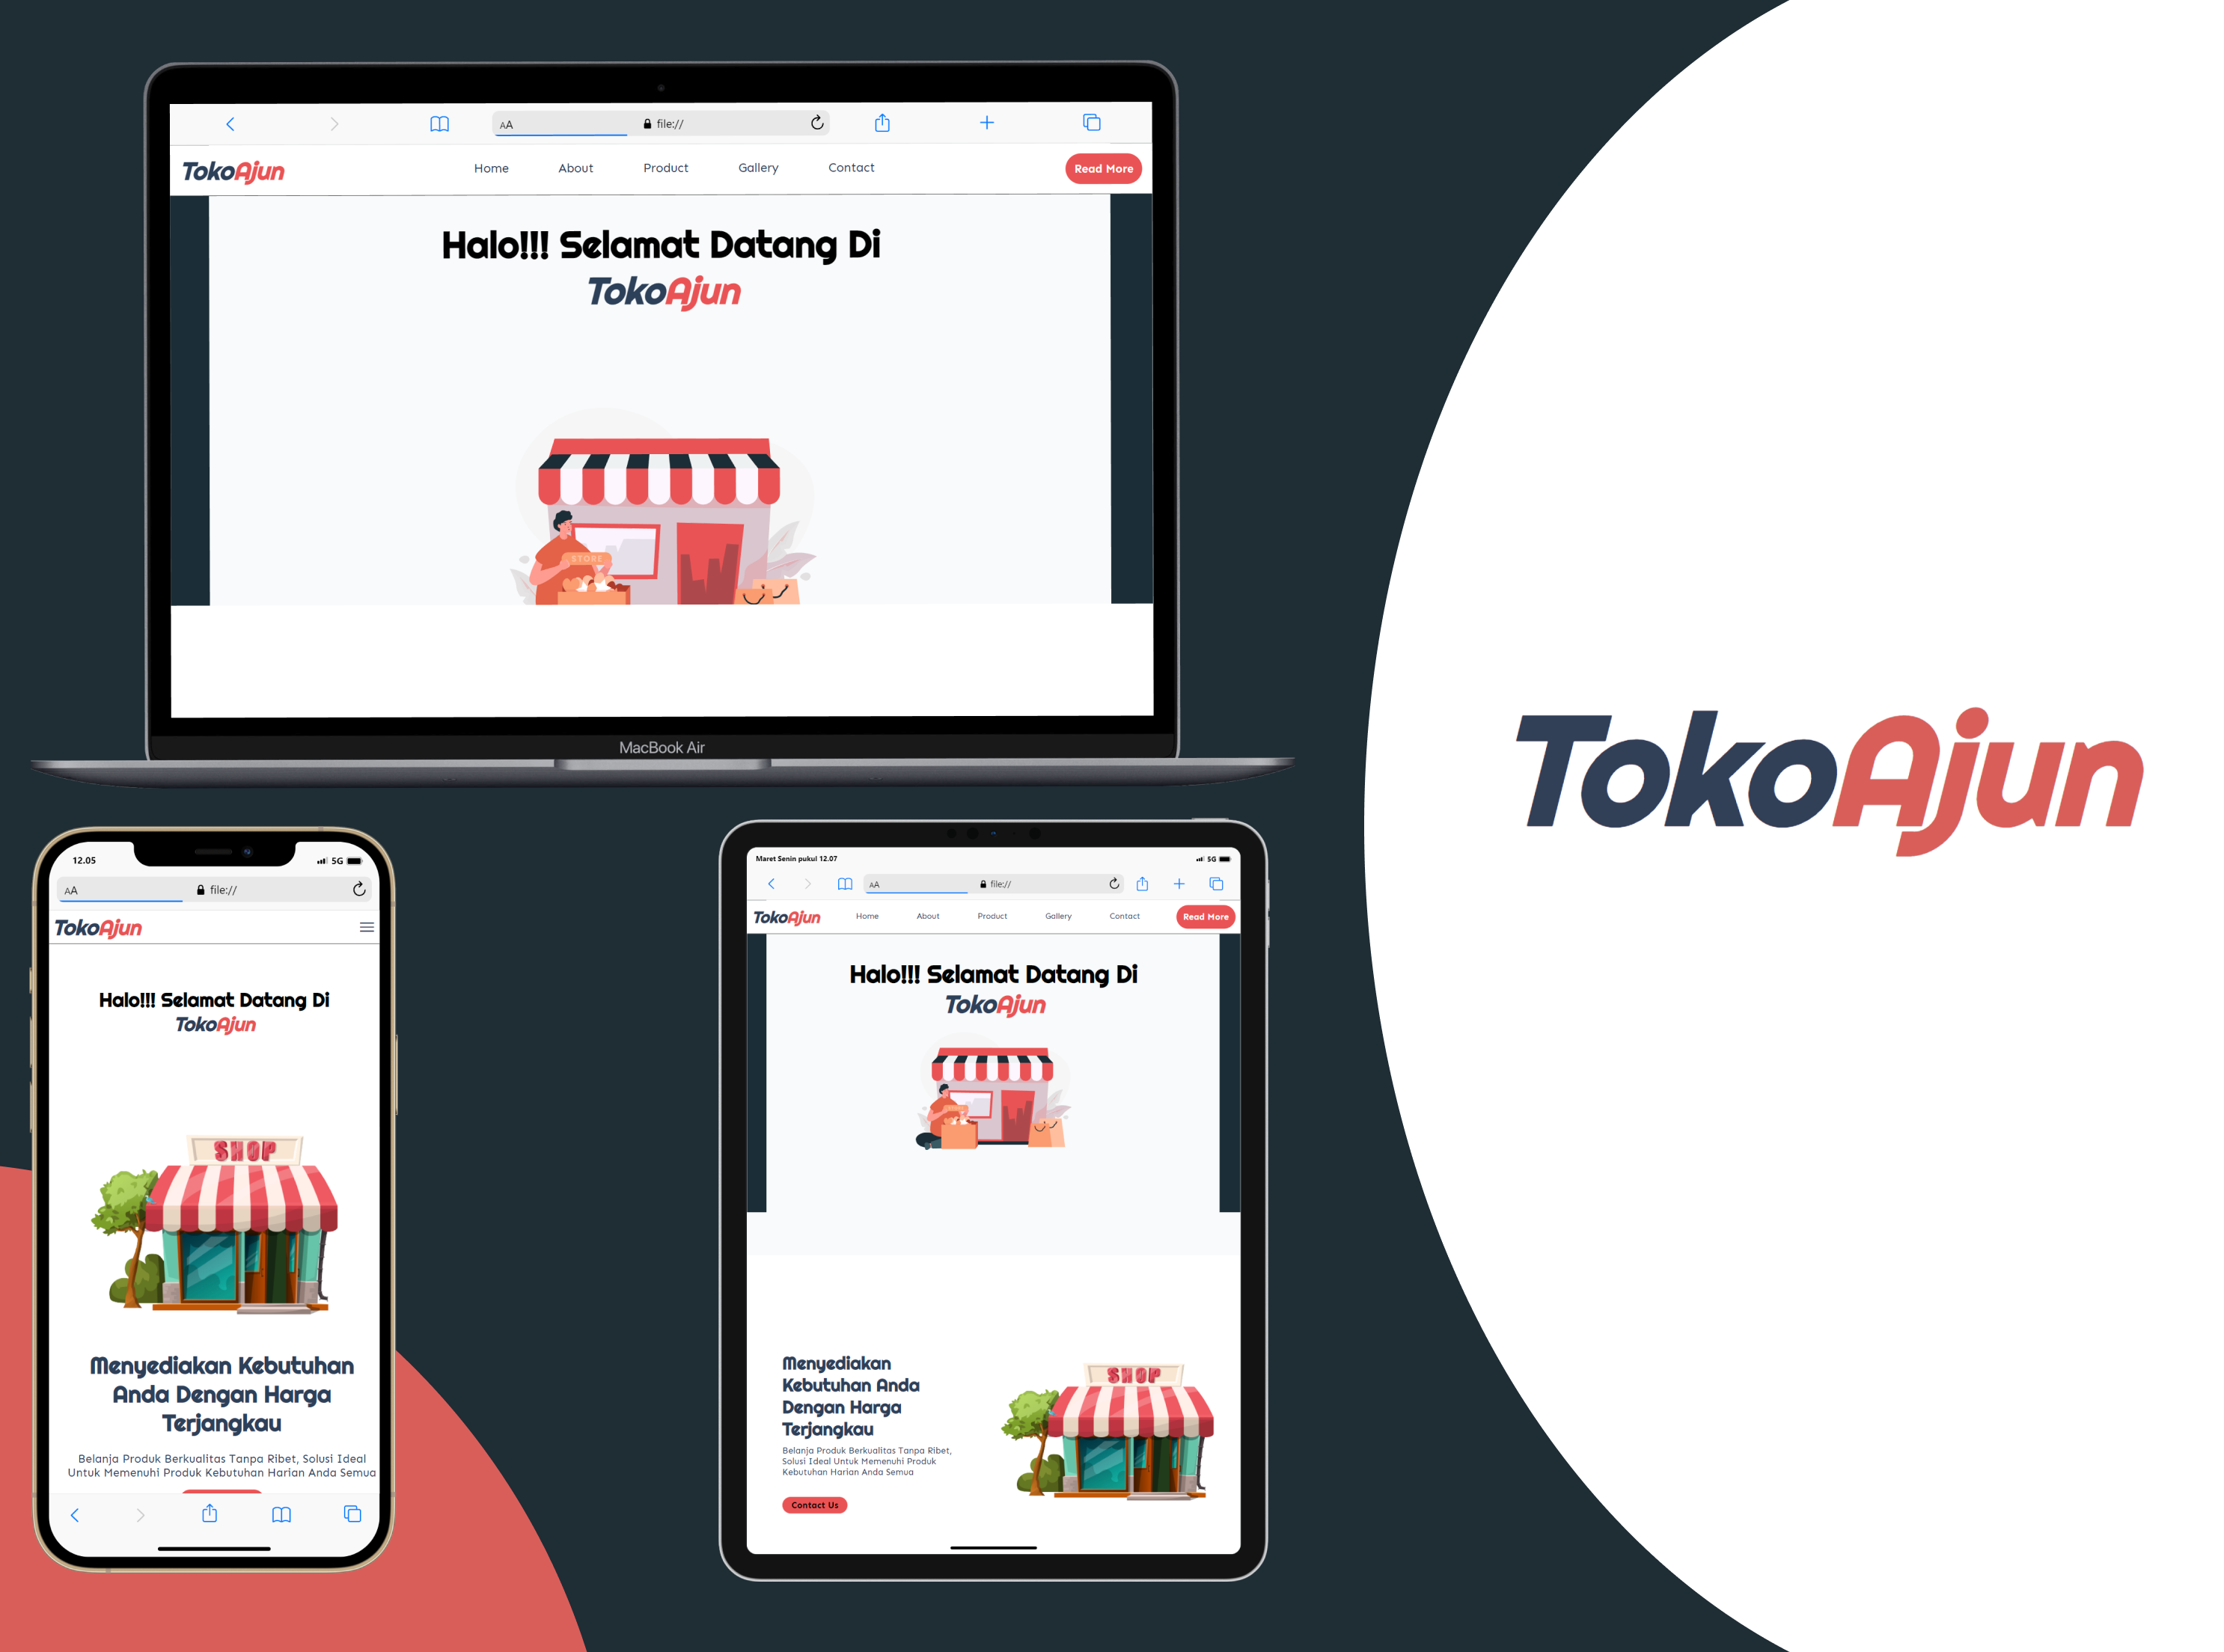 AA file://
TokoAjun Home About Product Gallery Contact Read More
Halo!!! Selamat Datang Di
TokoAjun
STORE
MacBook Air
TokoAjun
12.05 5G
AA file://
TokoAjun
Halo!!! Selamat Datang Di
TokoAjun
SHOP
Menyediakan Kebutuhan
Anda Dengan Harga
Terjangkau
Belanja Produk Berkualitas Tanpa Ribet, Solusi Ideal
Untuk Memenuhi Produk Kebutuhan Harian Anda Semua
Maret Senin pukul 12.07 5G
AA file://
TokoAjun Home About Product Gallery Contact Read More
Halo!!! Selamat Datang Di
TokoAjun
Menyediakan
Kebutuhan Anda
Dengan Harga
Terjangkau
Belanja Produk Berkualitas Tanpa Ribet,
Solusi Ideal Untuk Memenuhi Produk
Kebutuhan Harian Anda Semua
Contact Us
SHOP